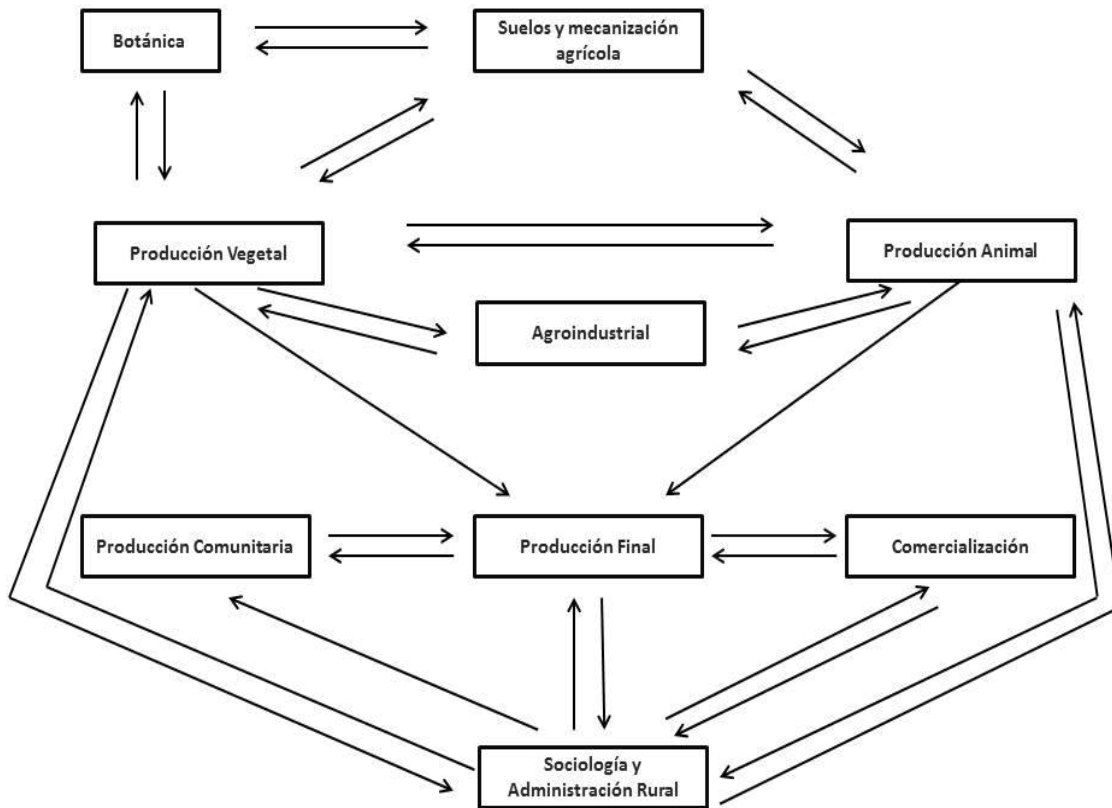 Botánica
Suelos y mecanización
agrícola
Producción Vegetal
Producción Animal
Agroindustrial
Producción Comunitaria
Producción Final
Comercialización
Sociología y
Administración Rural